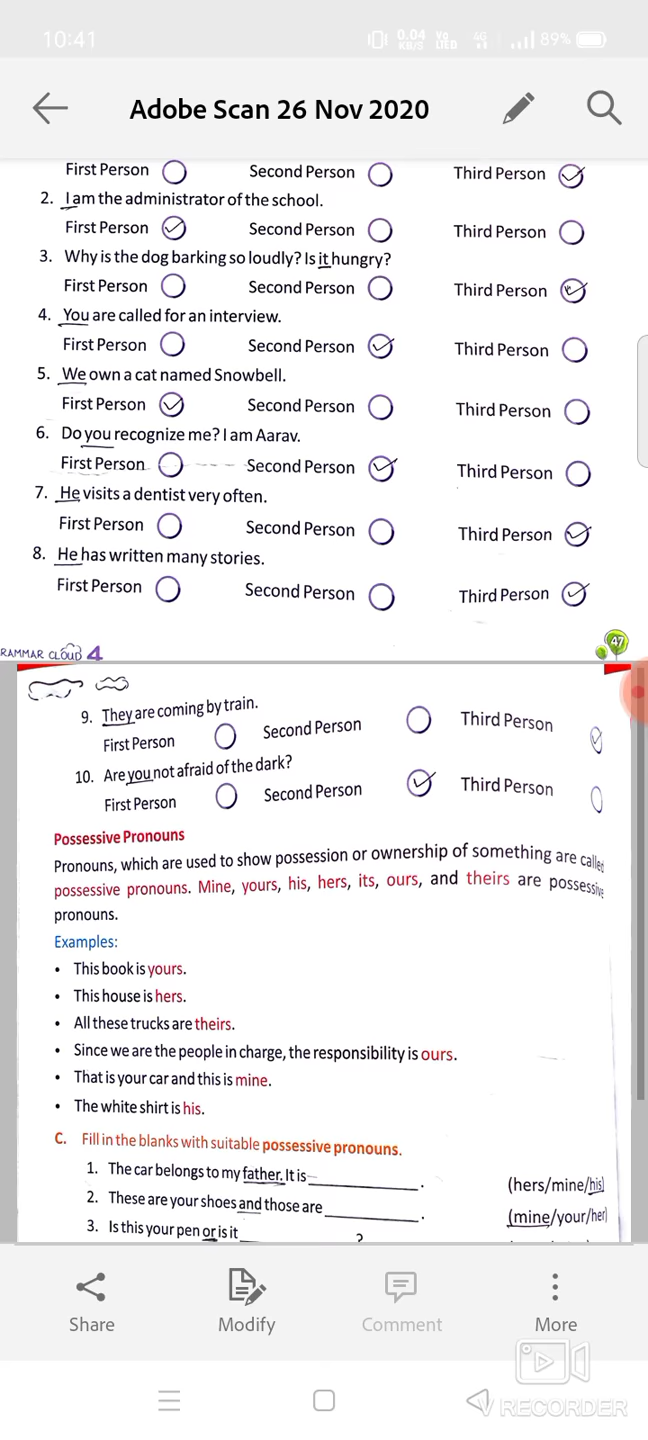 10:41 0.04 KB/S Vo LTED 4G 89%
Adobe Scan 26 Nov 2020
First Person Second Person Third Person
2. I am the administrator of the school.
First Person Second Person Third Person
3. Why is the dog barking so loudly? Is it hungry?
First Person Second Person Third Person
4. You are called for an interview.
First Person Second Person Third Person
5. We own a cat named Snowbell.
First Person Second Person Third Person
6. Do you recognize me? I am Aarav.
First Person Second Person Third Person
7. He visits a dentist very often.
First Person Second Person Third Person
8. He has written many stories.
First Person Second Person Third Person
RAMMAR CLOUD 4 47
9. They are coming by train.
First Person Second Person Third Person
10. Are you not afraid of the dark?
First Person Second Person Third Person
Possessive Pronouns
Pronouns, which are used to show possession or ownership of something are called
possessive pronouns. Mine, yours, his, hers, its, ours, and theirs are possessive
pronouns.
Examples:
• This book is yours.
• This house is hers.
• All these trucks are theirs.
• Since we are the people in charge, the responsibility is ours.
• That is your car and this is mine.
• The white shirt is his.
C. Fill in the blanks with suitable possessive pronouns.
1. The car belongs to my father. It is ____________. (hers/mine/his)
2. These are your shoes and those are ____________. (mine/your/her)
3. Is this your pen or is it ____________?
Share Modify Comment More
RECORDER